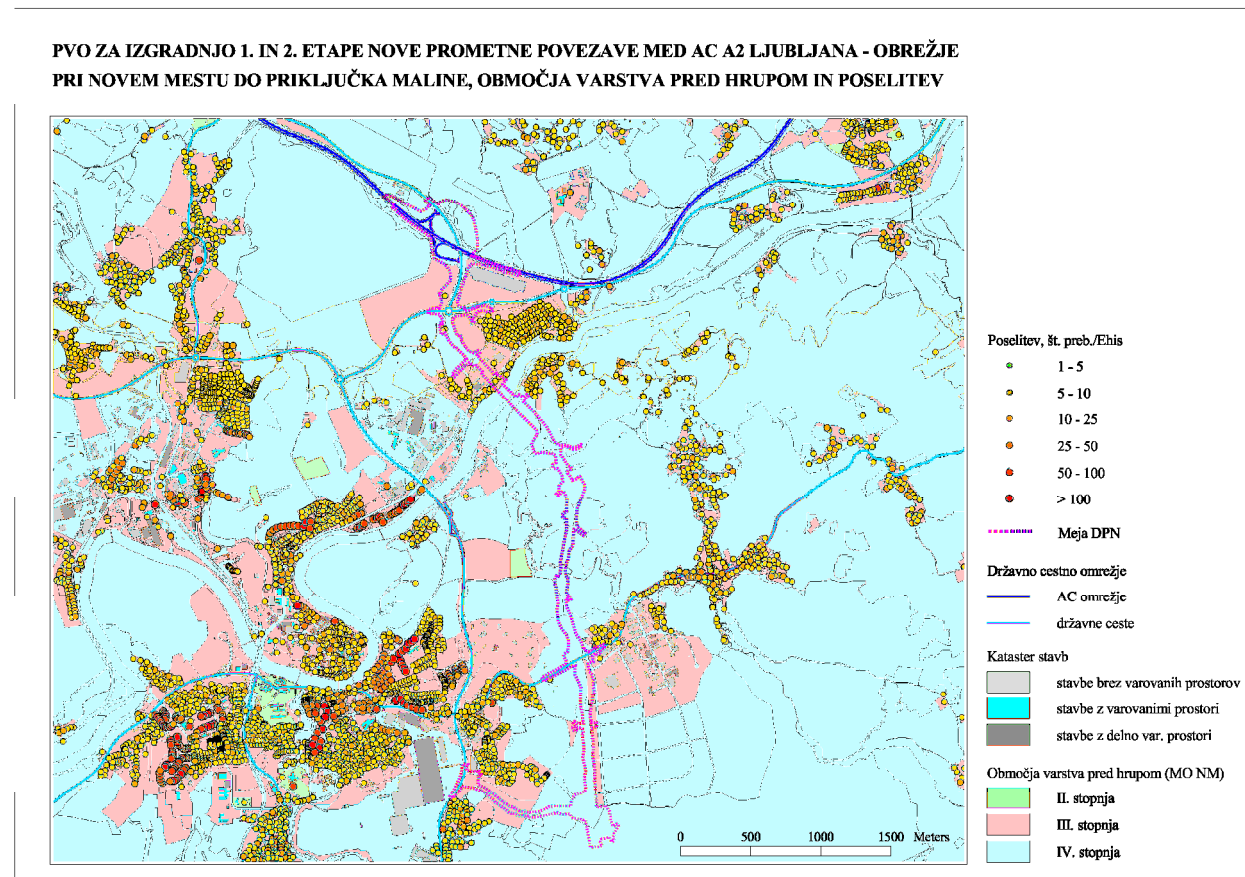 PVO ZA IZGRADNJO 1. IN 2. ETAPE NOVE PROMETNE POVEZAVE MED AC A2 LJUBLJANA - OBREŽJE
PRI NOVEM MESTU DO PRIKLJUČKA MALINE, OBMOČJA VARSTVA PRED HRUPOM IN POSELITEV
Poselitev, št. preb./Ehis
1 - 5
5 - 10
10 - 25
25 - 50
50 - 100
> 100
Meja DPN
Državno cestno omrežje
AC omrežje
državne ceste
Kataster stavb
stavbe brez varovanih prostorov
stavbe z varovanimi prostori
stavbe z delno var. prostori
Območja varstva pred hrupom (MO NM)
II. stopnja
III. stopnja
IV. stopnja
0 500 1000 1500 Meters